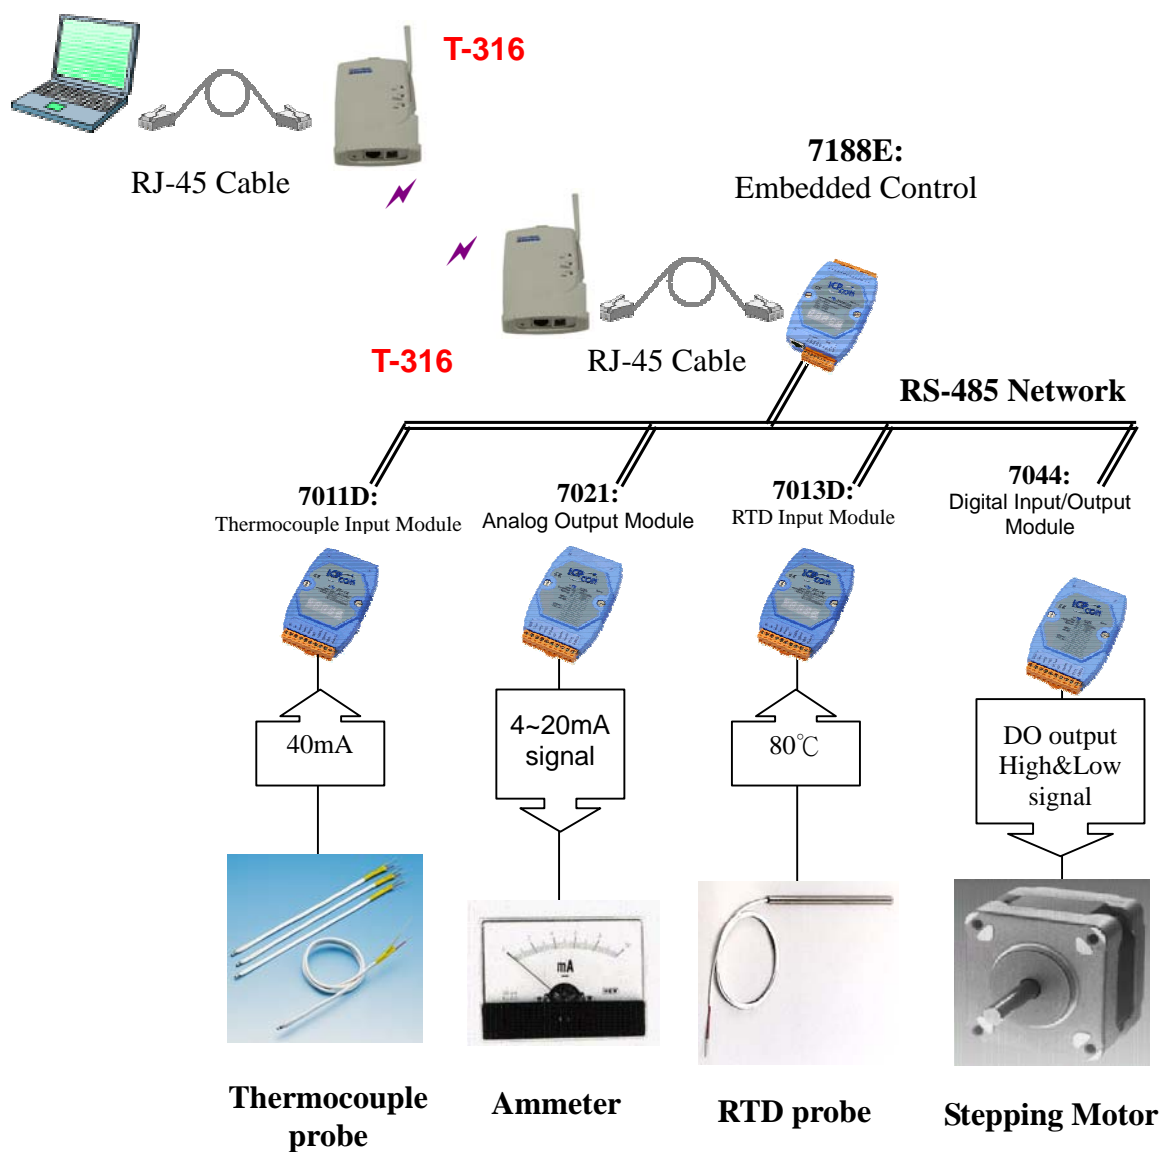 T-316
7188E:
Embedded Control
RJ-45 Cable
T-316
RJ-45 Cable
RS-485 Network
7011D:
Thermocouple Input Module
7021:
Analog Output Module
7013D:
RTD Input Module
7044:
Digital Input/Output
Module
40mA
4~20mA
signal
80℃
DO output
High&Low
signal
mA
Thermocouple
probe
Ammeter
RTD probe
Stepping Motor